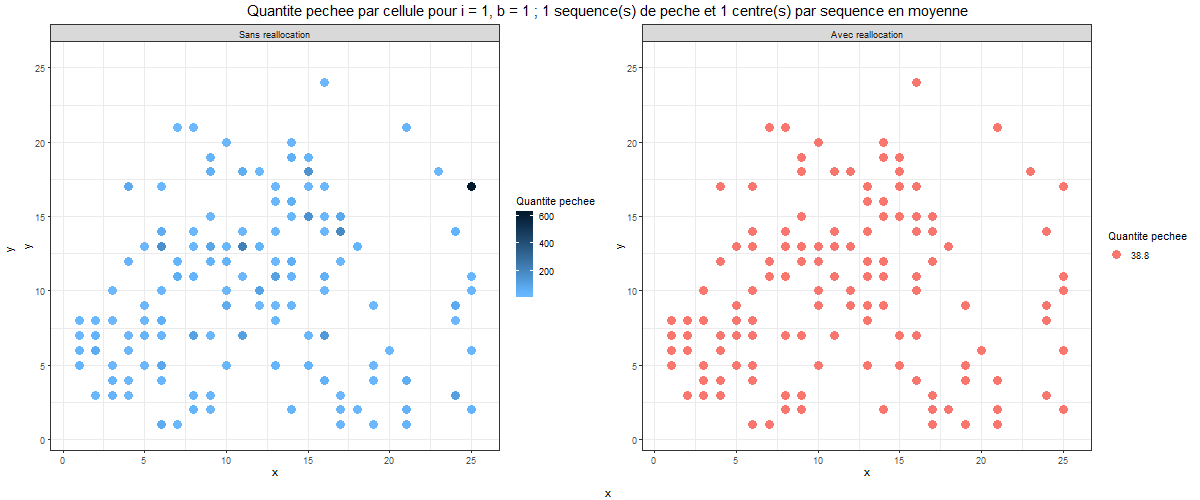 Quantite pechee par cellule pour i = 1, b = 1 ; 1 sequence(s) de peche et 1 centre(s) par sequence en moyenne
Sans reallocation
25
20
15
10
5
0
y
y
0 5 10 15 20 25
x
Quantite pechee
600
400
200
Avec reallocation
25
20
15
10
5
0
y
0 5 10 15 20 25
x
Quantite pechee
38.8
x